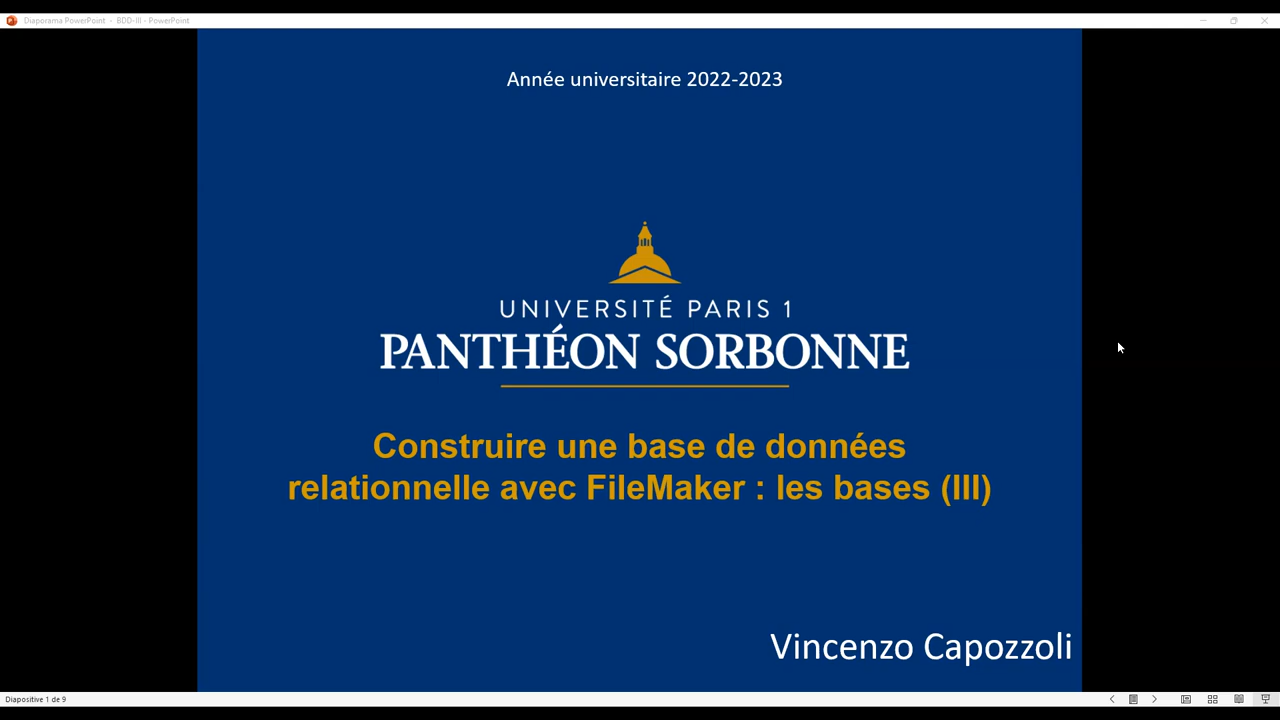 Diaporama PowerPoint - BDD-III - PowerPoint
Année universitaire 2022-2023
UNIVERSITÉ PARIS 1
PANTHÉON SORBONNE
Construire une base de données
relationnelle avec FileMaker : les bases (III)
Vincenzo Capozzoli
Diapositive 1 de 9